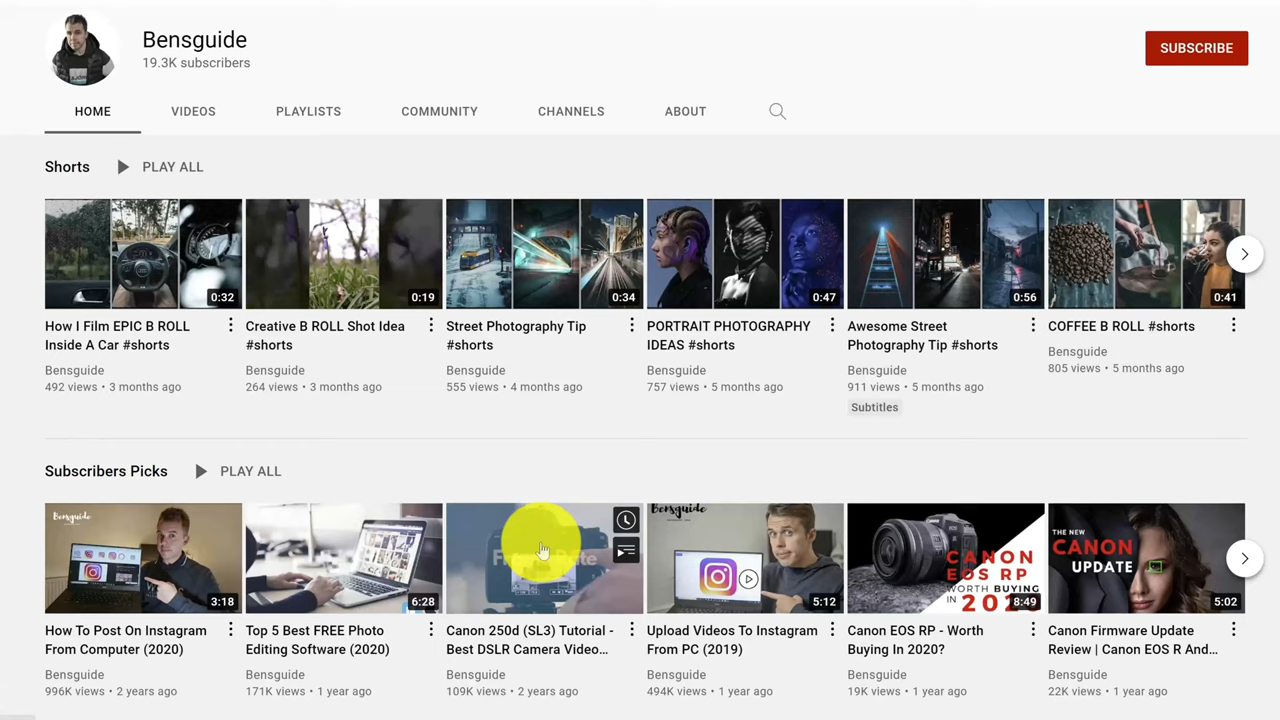 Bensguide
19.3K subscribers
SUBSCRIBE
HOME
VIDEOS
PLAYLISTS
COMMUNITY
CHANNELS
ABOUT
Shorts
PLAY ALL
0:32
0:19
0:34
0:47
0:56
0:41
How I Film EPIC B ROLL
Inside A Car #shorts
Bensguide
492 views • 3 months ago
Creative B ROLL Shot Idea
#shorts
Bensguide
264 views • 3 months ago
Street Photography Tip
#shorts
Bensguide
555 views • 4 months ago
PORTRAIT PHOTOGRAPHY
IDEAS #shorts
Bensguide
757 views • 5 months ago
Awesome Street
Photography Tip #shorts
Bensguide
911 views • 5 months ago
Subtitles
COFFEE B ROLL #shorts
Bensguide
805 views • 5 months ago
Subscribers Picks
PLAY ALL
Bensguide
3:18
6:28
Bensguide
5:12
CANON
EOS RP
WORTH BUYING
IN 202
8:49
THE NEW
CANON
UPDATE
5:02
How To Post On Instagram
From Computer (2020)
Bensguide
996K views • 2 years ago
Top 5 Best FREE Photo
Editing Software (2020)
Bensguide
171K views • 1 year ago
Canon 250d (SL3) Tutorial -
Best DSLR Camera Video...
Bensguide
109K views • 2 years ago
Upload Videos To Instagram
From PC (2019)
Bensguide
494K views • 1 year ago
Canon EOS RP - Worth
Buying In 2020?
Bensguide
19K views • 1 year ago
Canon Firmware Update
Review | Canon EOS R And...
Bensguide
22K views • 1 year ago